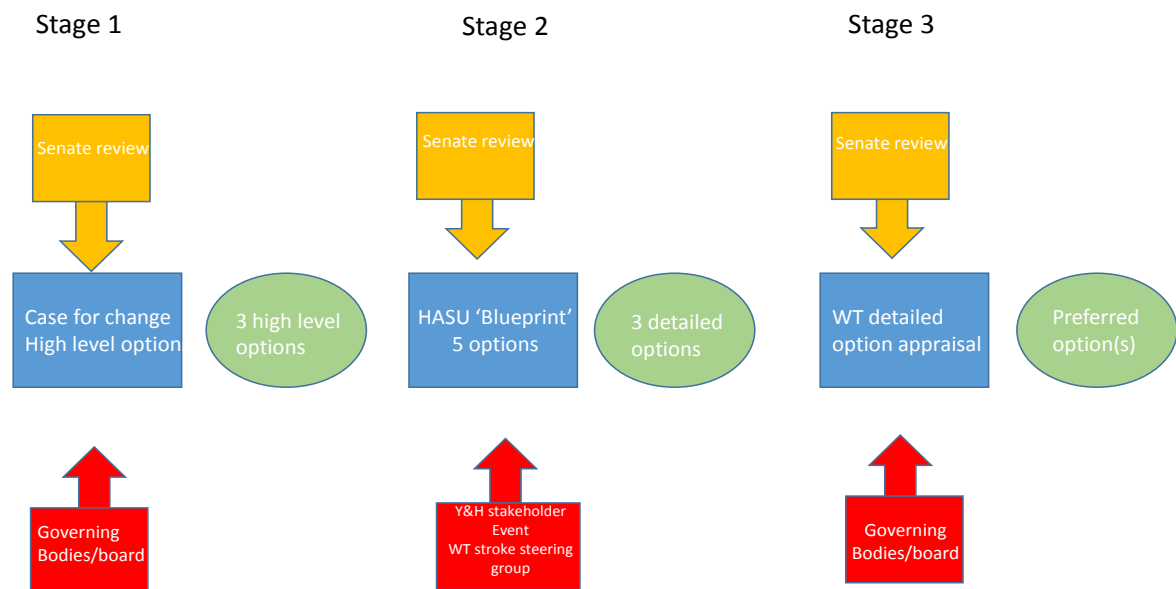 Stage 1
Stage 2
Stage 3
Senate review
Senate review
Senate review
Case for change
High level option
3 high level
options
HASU ‘Blueprint’
5 options
3 detailed
options
WT detailed
option appraisal
Preferred
option(s)
Governing
Bodies/board
Y&H stakeholder
Event
WT stroke steering
group
Governing
Bodies/board